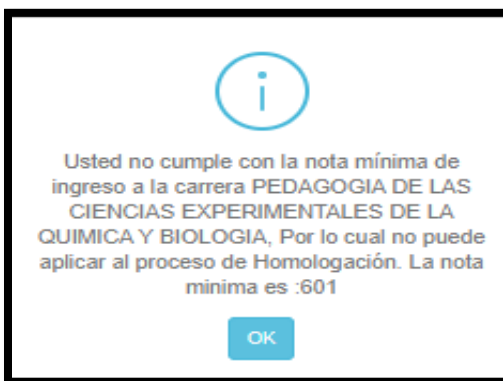 i
Usted no cumple con la nota mínima de
ingreso a la carrera PEDAGOGIA DE LAS
CIENCIAS EXPERIMENTALES DE LA
QUIMICA Y BIOLOGIA, Por lo cual no puede
aplicar al proceso de Homologación. La nota
minima es :601
OK